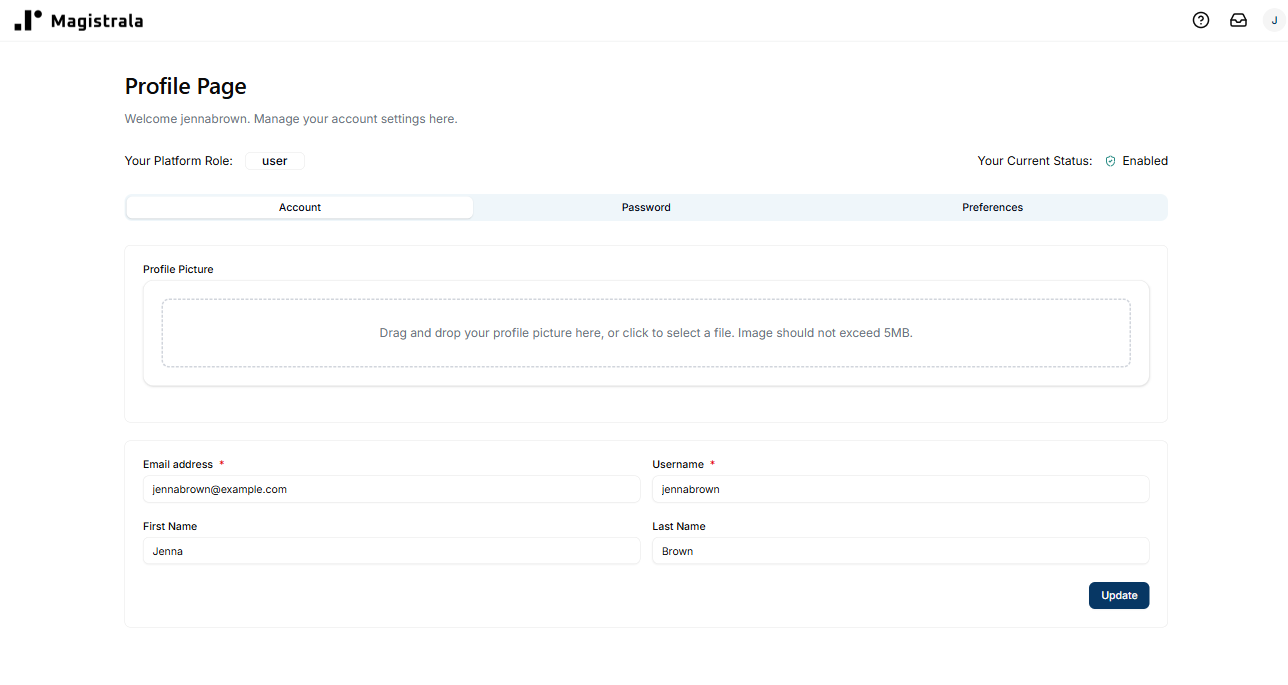 Magistrala
J
Profile Page
Welcome jennabrown. Manage your account settings here.
Your Platform Role: user
Your Current Status: Enabled
Account Password Preferences
Profile Picture
Drag and drop your profile picture here, or click to select a file. Image should not exceed 5MB.
Email address * Username *
jennabrown@example.com jennabrown
First Name Last Name
Jenna Brown
Update